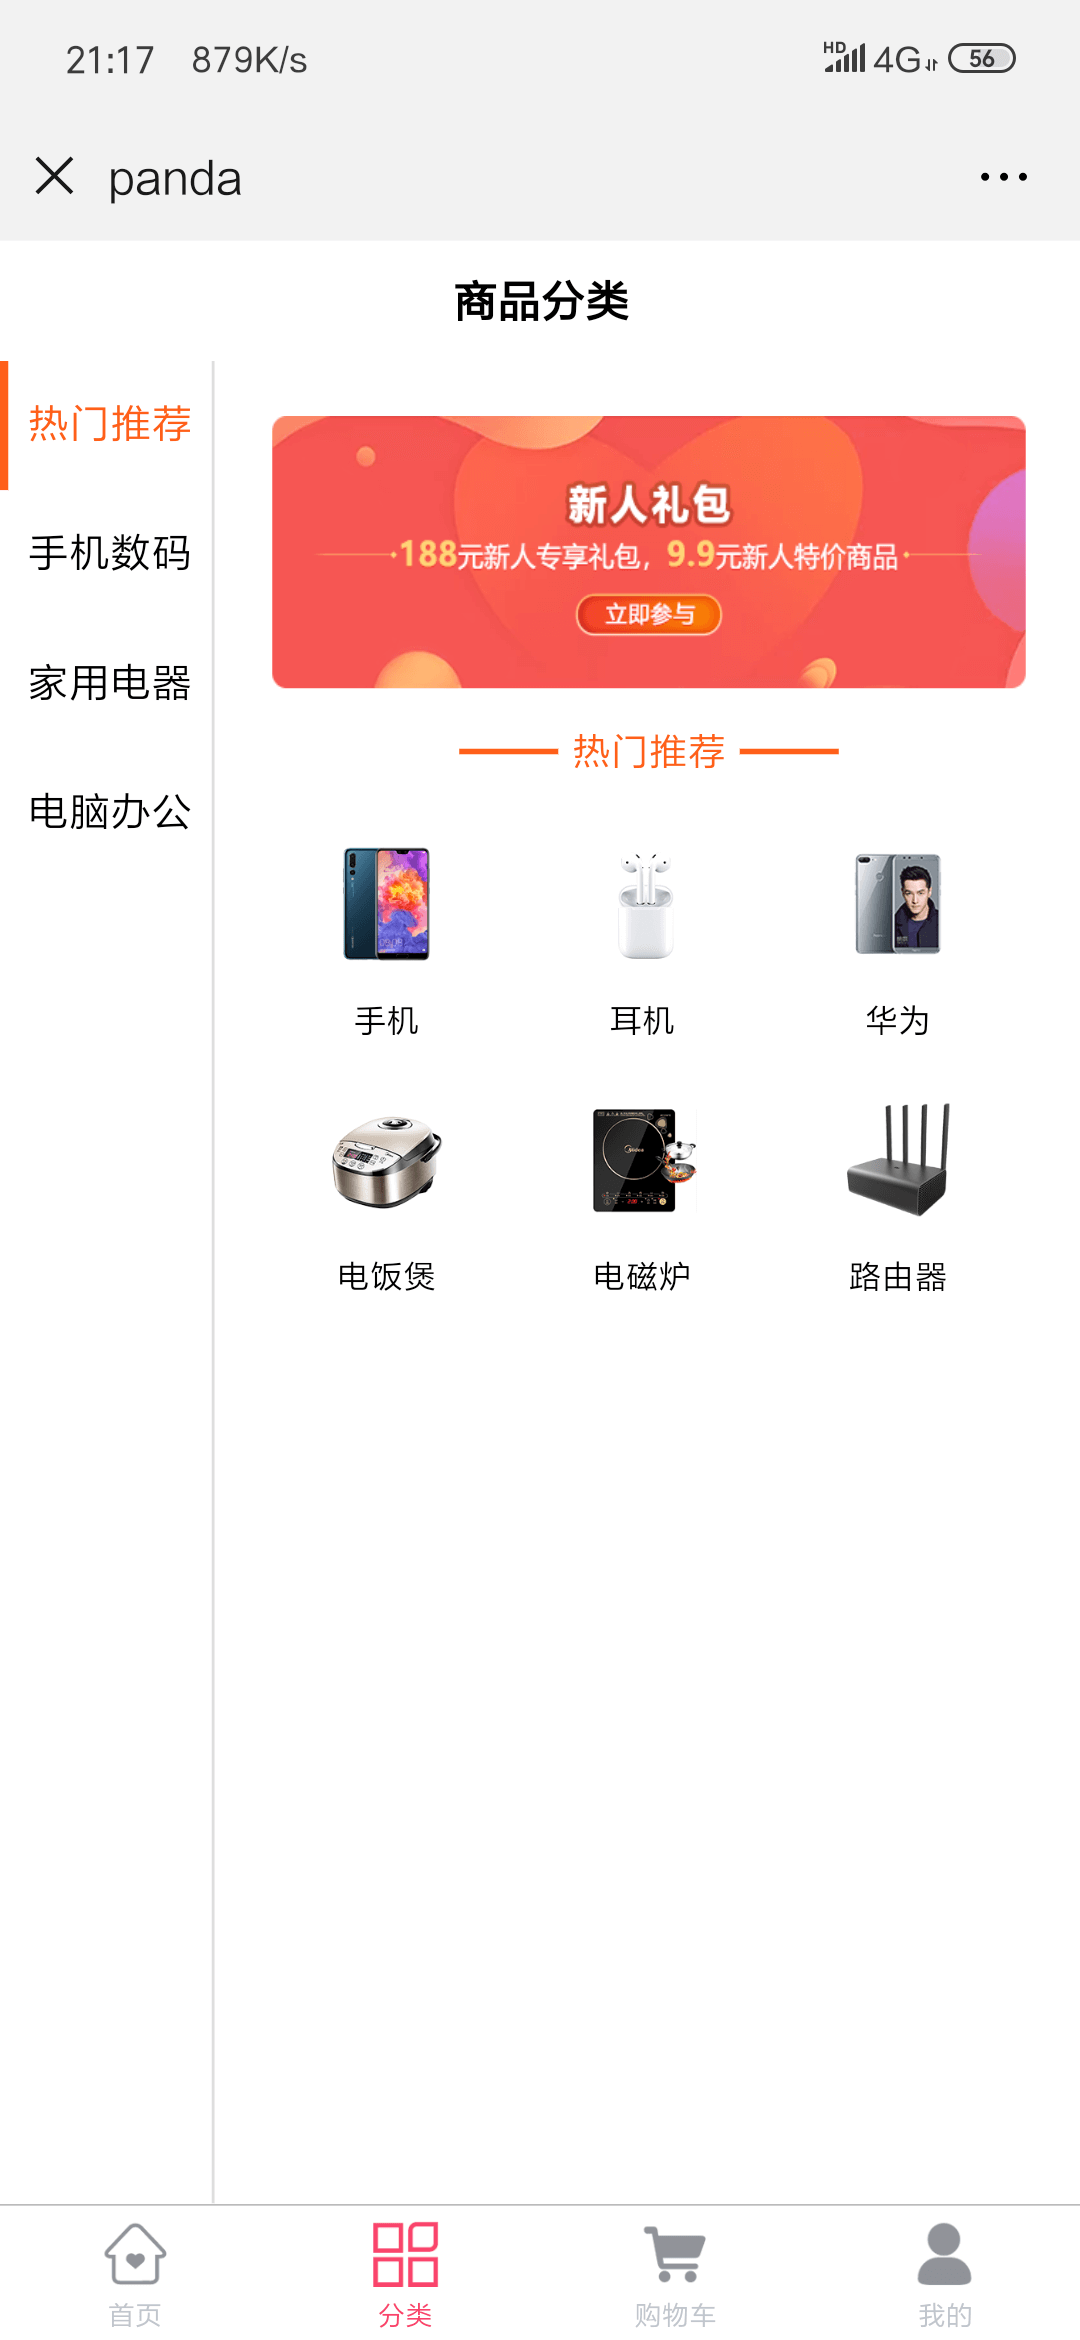 21:17 879K/s HD 4G 56
panda
商品分类
热门推荐
手机数码
家用电器
电脑办公
新人礼包
188元新人专享礼包，9.9元新人特价商品
立即参与
热门推荐
手机 耳机 华为
电饭煲 电磁炉 路由器
首页 分类 购物车 我的